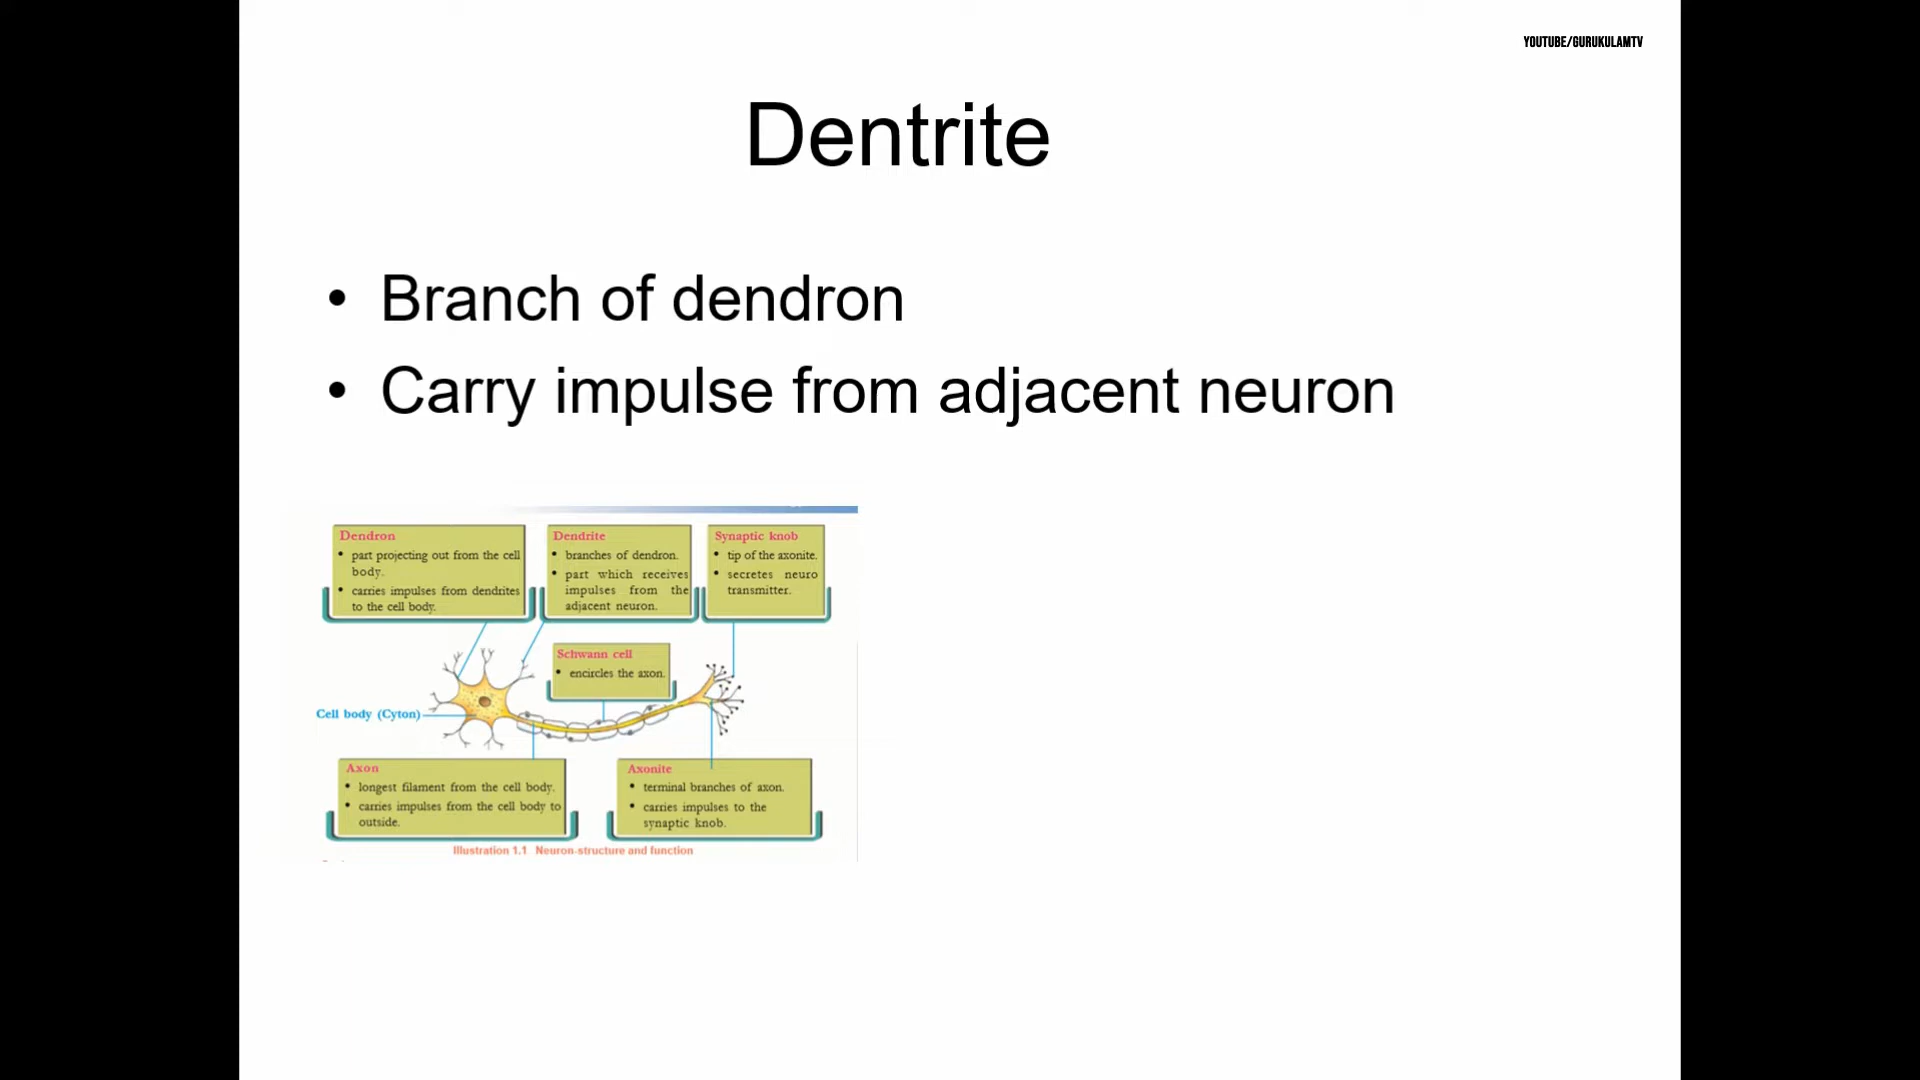 YOUTUBE/GURUKULAMTV
Dentrite
• Branch of dendron
• Carry impulse from adjacent neuron
Dendron
• part projecting out from the cell
body.
• carries impulses from dendrites
to the cell body.
Dendrite
• branches of dendron.
• part which receives
impulses from the
adjacent neuron.
Synaptic knob
• tip of the axonite.
• secretes neuro
transmitter.
Schwann cell
• encircles the axon.
Cell body (Cyton)
Axon
• longest filament from the cell body.
• carries impulses from the cell body to
outside.
Axonite
• terminal branches of axon.
• carries impulses to the
synaptic knob.
Illustration 1.1 Neuron-structure and function